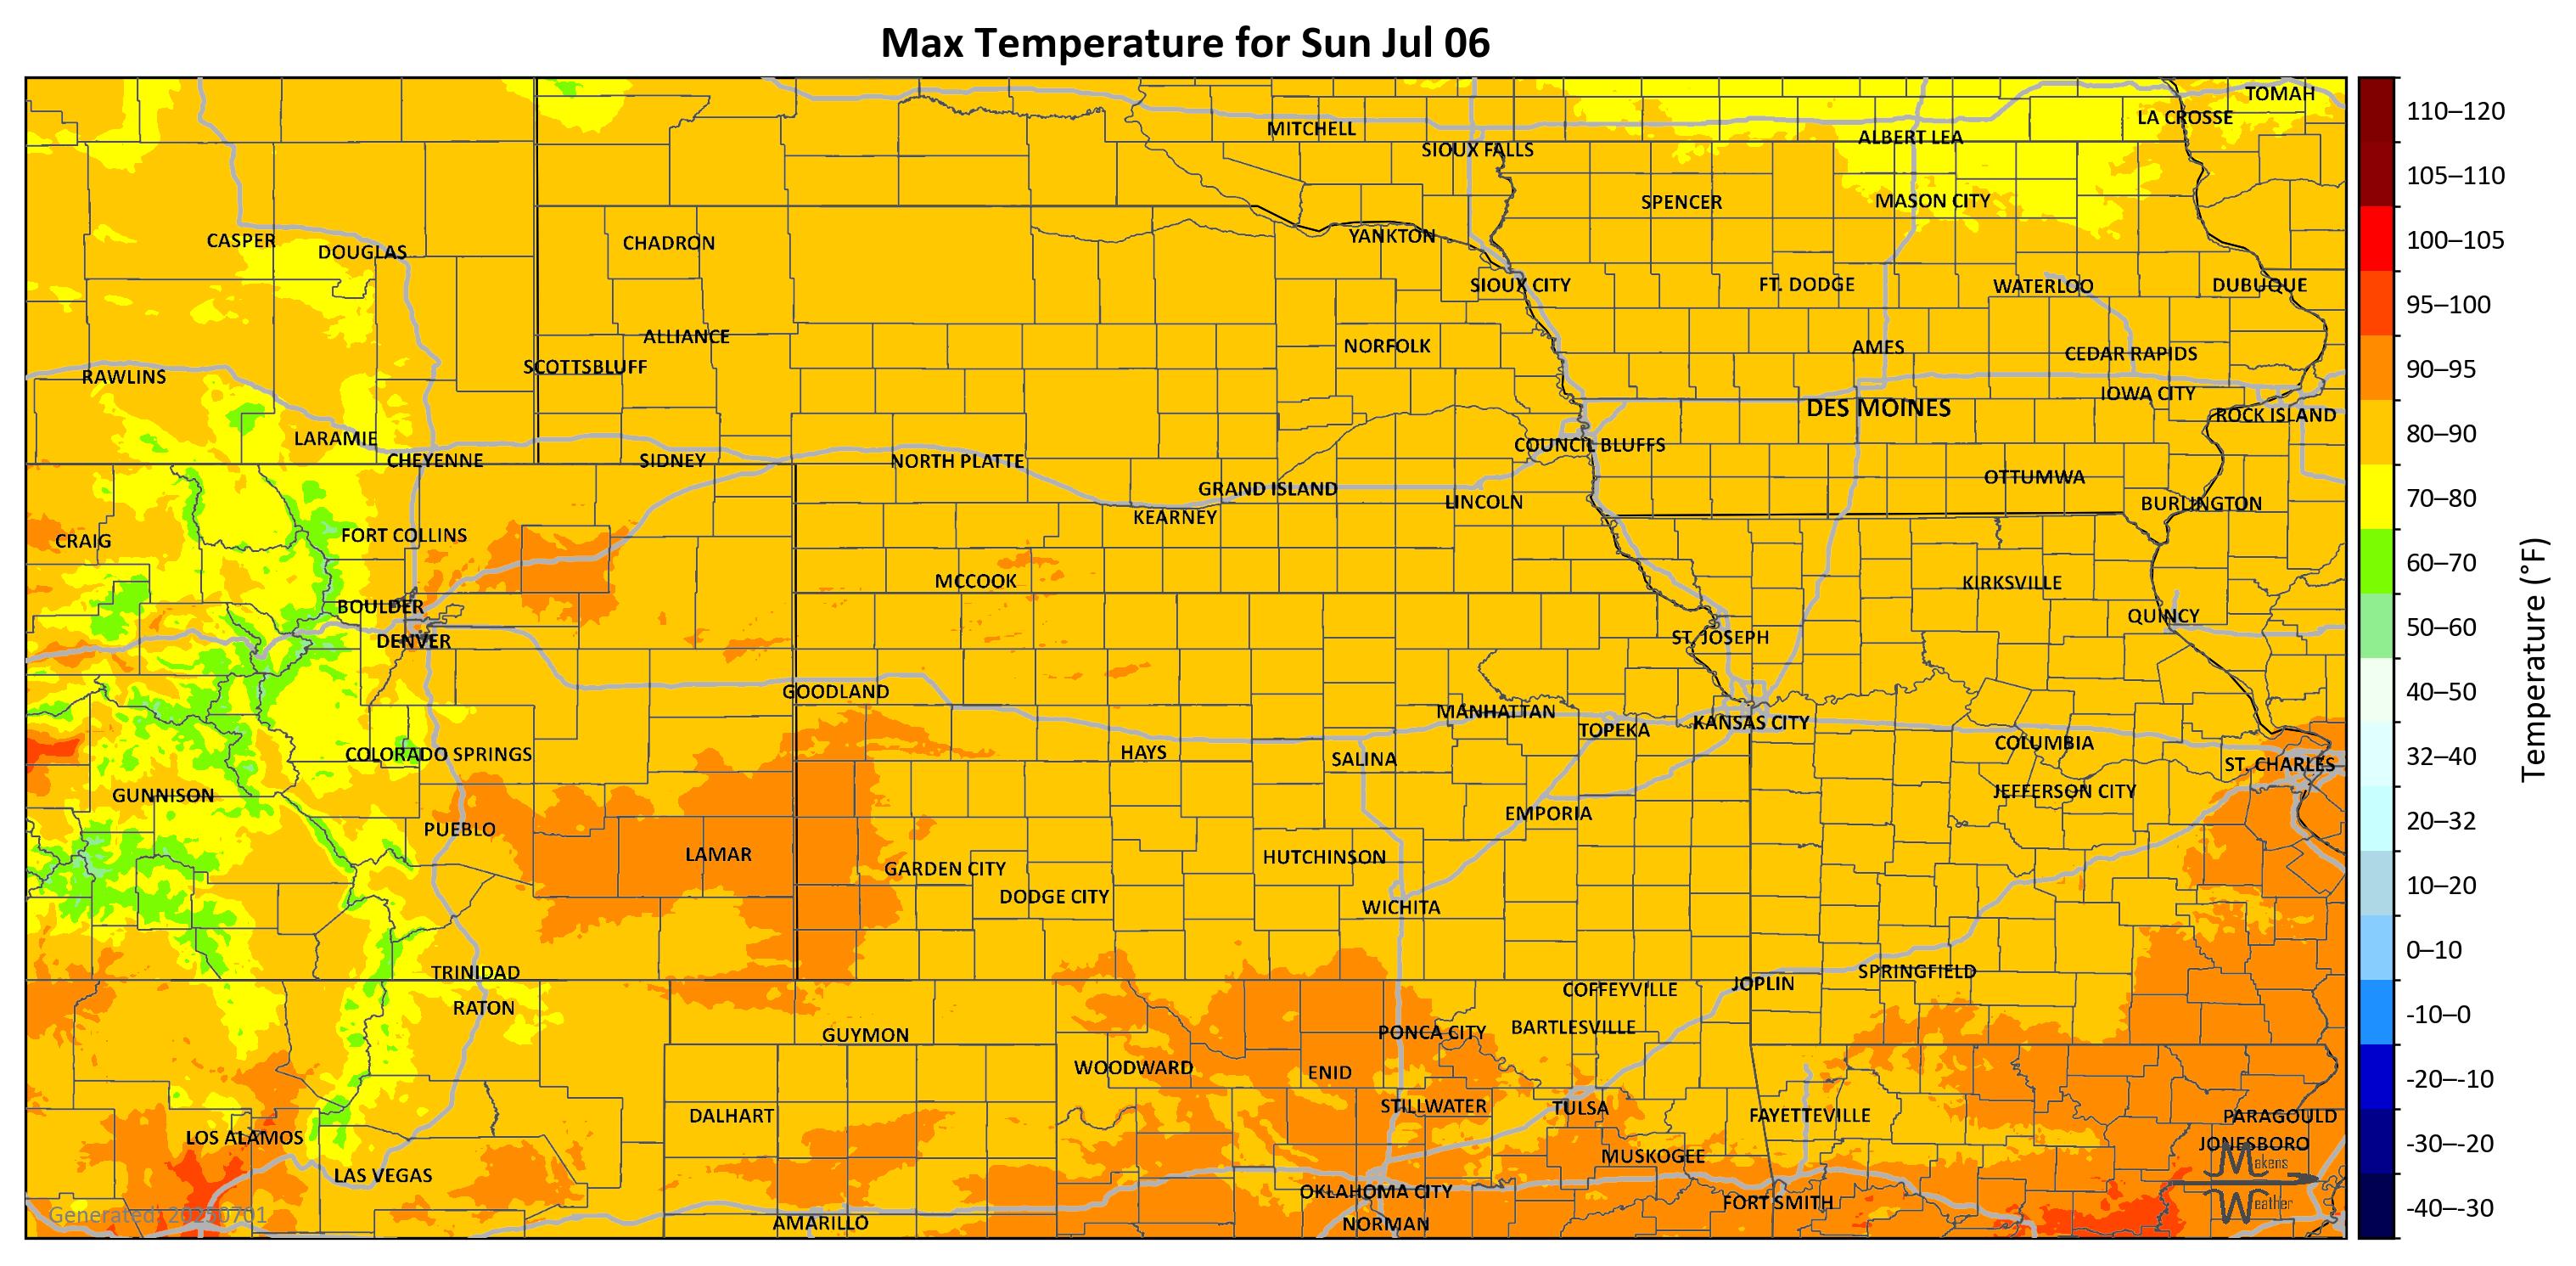 Max Temperature for Sun Jul 06
TOMAH
LA CROSSE
MITCHELL
ALBERT LEA
SIOUX FALLS
SPENCER
MASON CITY
YANKTON
CASPER
CHADRON
DOUGLAS
SIOUX CITY
FT. DODGE
WATERLOO
DUBUQUE
ALLIANCE
NORFOLK
AMES
CEDAR RAPIDS
SCOTTSBLUFF
RAWLINS
IOWA CITY
DES MOINES
ROCK ISLAND
LARAMIE
COUNCIL BLUFFS
CHEYENNE
SIDNEY
NORTH PLATTE
OTTUMWA
GRAND ISLAND
LINCOLN
BURLINGTON
KEARNEY
FORT COLLINS
CRAIG
MCCOOK
KIRKSVILLE
BOULDER
QUINCY
DENVER
ST. JOSEPH
GOODLAND
MANHATTAN
KANSAS CITY
TOPEKA
COLUMBIA
COLORADO SPRINGS
HAYS
SALINA
ST. CHARLES
GUNNISON
JEFFERSON CITY
EMPORIA
PUEBLO
LAMAR
HUTCHINSON
GARDEN CITY
DODGE CITY
WICHITA
TRINIDAD
SPRINGFIELD
JOPLIN
COFFEYVILLE
RATON
BARTLESVILLE
GUYMON
PONCA CITY
WOODWARD
ENID
STILLWATER
TULSA
DALHART
FAYETTEVILLE
PARAGOULD
LOS ALAMOS
JONESBORO
MUSKOGEE
LAS VEGAS
OKLAHOMA CITY
FORT SMITH
AMARILLO
NORMAN
Generated: 20250701
Makens
Weather
110–120
105–110
100–105
95–100
90–95
80–90
70–80
60–70
50–60
40–50
32–40
20–32
10–20
0–10
-10–0
-20–-10
-30–-20
-40–-30
Temperature (°F)